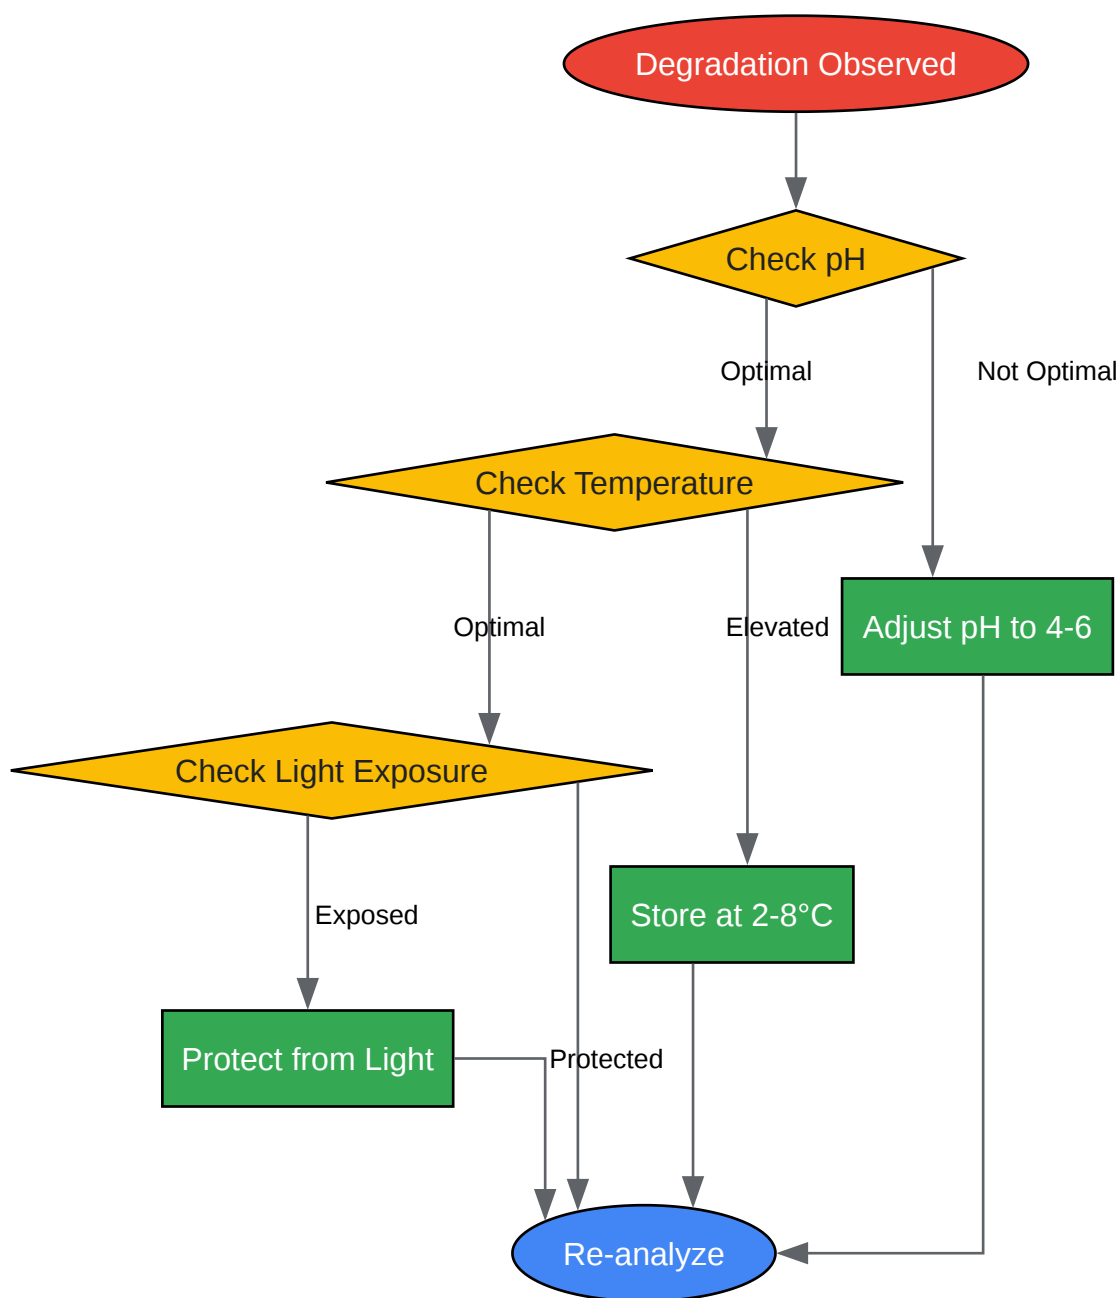 Degradation Observed
Check pH
Optimal
Not Optimal
Check Temperature
Optimal
Elevated
Adjust pH to 4-6
Check Light Exposure
Exposed
Store at 2-8°C
Protect from Light
Protected
Re-analyze